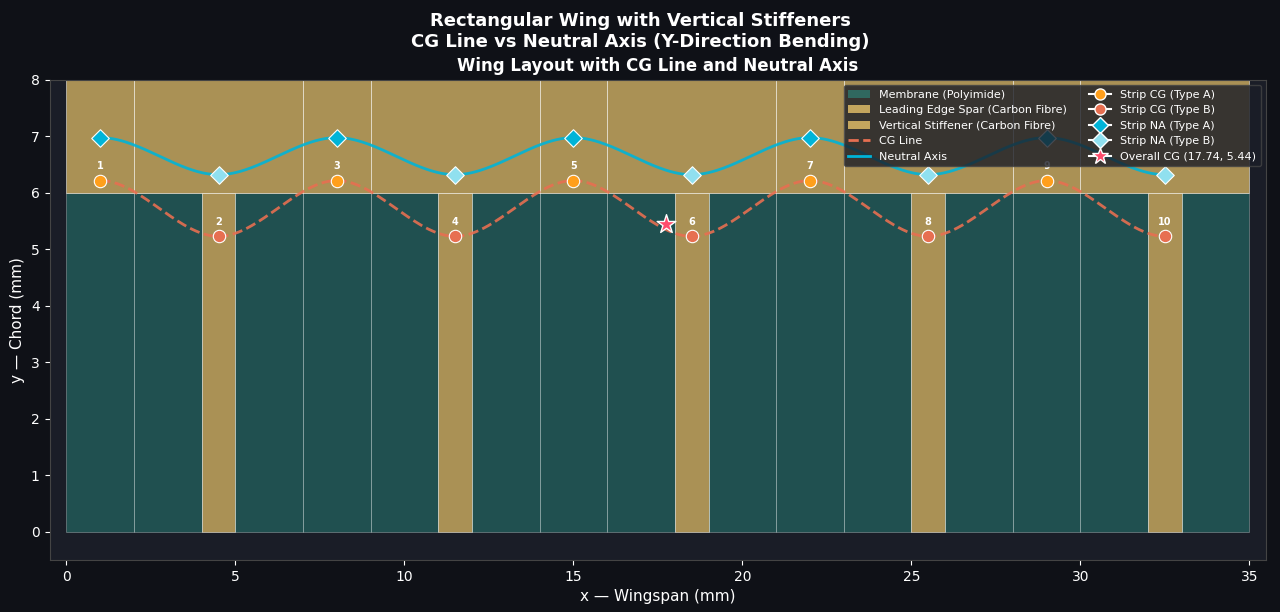 Rectangular Wing with Vertical Stiffeners
CG Line vs Neutral Axis (Y-Direction Bending)
Wing Layout with CG Line and Neutral Axis
Membrane (Polyimide)
Leading Edge Spar (Carbon Fibre)
Vertical Stiffener (Carbon Fibre)
CG Line
Neutral Axis
Strip CG (Type A)
Strip CG (Type B)
Strip NA (Type A)
Strip NA (Type B)
Overall CG (17.74, 5.44)
1
2
3
4
5
6
7
8
9
10
y — Chord (mm)
8
7
6
5
4
3
2
1
0
0
5
10
15
20
25
30
35
x — Wingspan (mm)